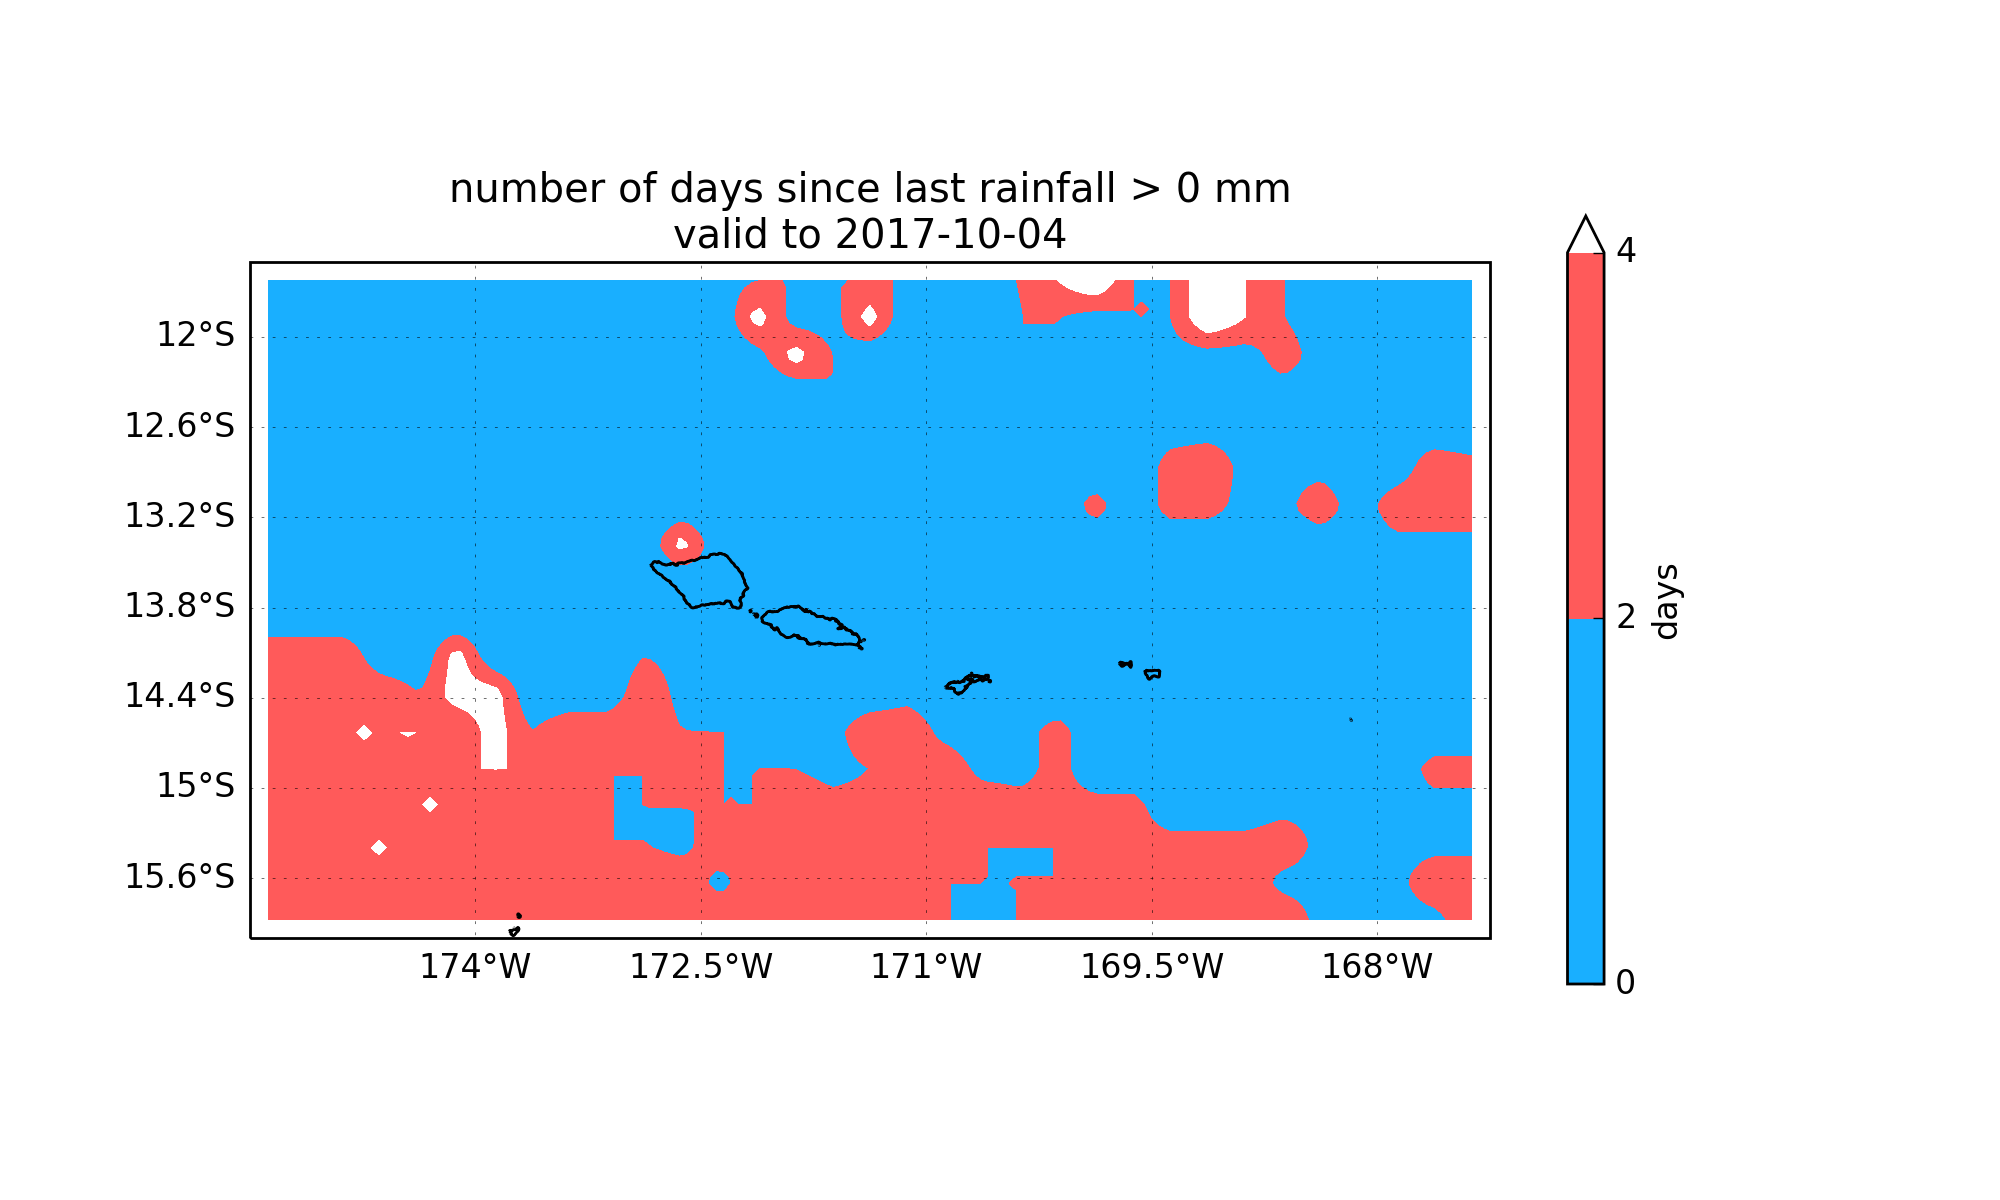 number of days since last rainfall > 0 mm
valid to 2017-10-04
12°S
12.6°S
13.2°S
13.8°S
14.4°S
15°S
15.6°S
174°W
172.5°W
171°W
169.5°W
168°W
4
2
0
days